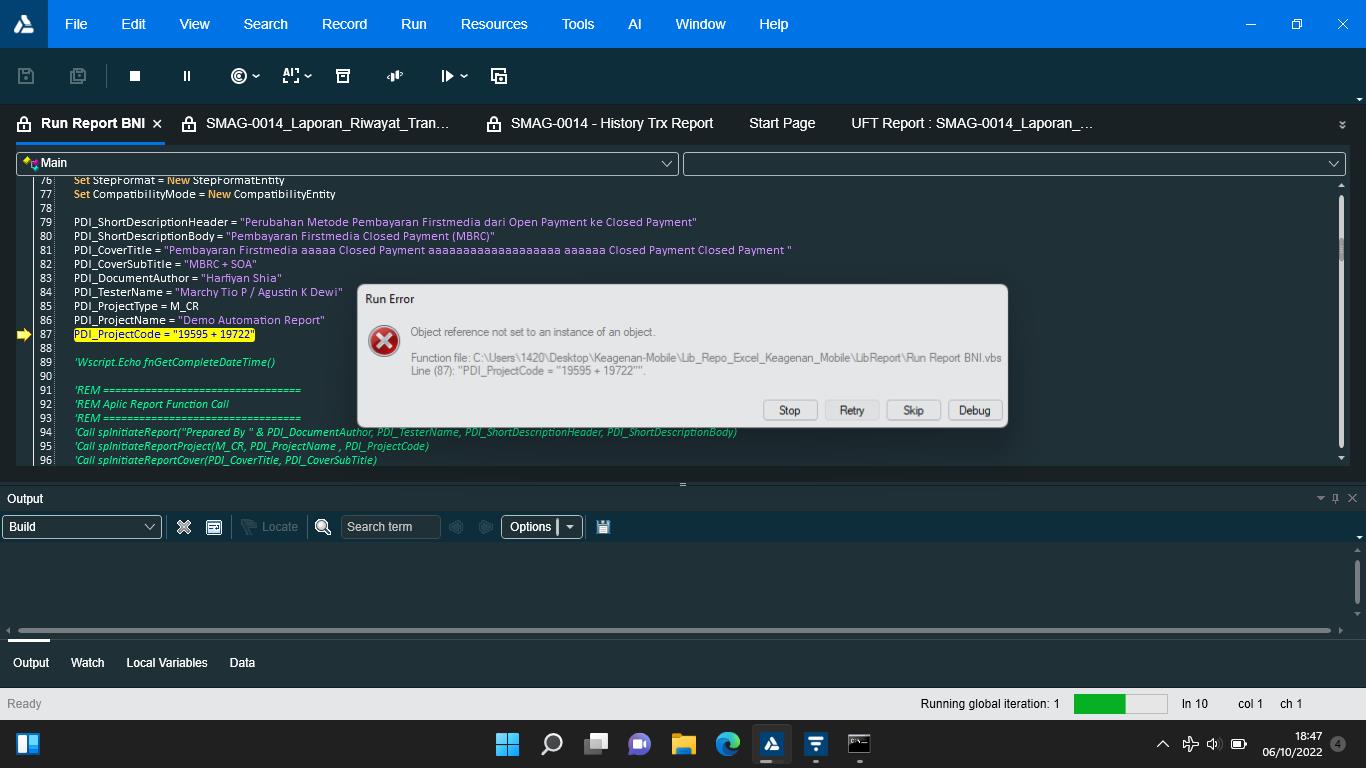 File Edit View Search Record Run Resources Tools AI Window Help
AI
Run Report BNI SMAG-0014_Laporan_Riwayat_Tran... SMAG-0014 - History Trx Report Start Page UFT Report : SMAG-0014_Laporan_...
Main
76 Set StepFormat = New StepFormatEntity
77 Set CompatibilityMode = New CompatibilityEntity
78
79 PDI_ShortDescriptionHeader = "Perubahan Metode Pembayaran Firstmedia dari Open Payment ke Closed Payment"
80 PDI_ShortDescriptionBody = "Pembayaran Firstmedia Closed Payment (MBRC)"
81 PDI_CoverTitle = "Pembayaran Firstmedia aaaaa Closed Payment aaaaaaaaaaaaaaaaaaa aaaaaa Closed Payment Closed Payment "
82 PDI_CoverSubTitle = "MBRC + SOA"
83 PDI_DocumentAuthor = "Harfiyan Shia"
84 PDI_TesterName = "Marchy Tio P / Agustin K Dewi"
85 PDI_ProjectType = M_CR
86 PDI_ProjectName = "Demo Automation Report"
87 PDI_ProjectCode = "19595 + 19722"
88
89 'Wscript.Echo fnGetCompleteDateTime()
90
91 'REM =================================
92 'REM Aplic Report Function Call
93 'REM =================================
94 'Call spInitiateReport("Prepared By " & PDI_DocumentAuthor, PDI_TesterName, PDI_ShortDescriptionHeader, PDI_ShortDescriptionBody)
95 'Call spInitiateReportProject(M_CR, PDI_ProjectName , PDI_ProjectCode)
96 'Call spInitiateReportCover(PDI_CoverTitle, PDI_CoverSubTitle)
Run Error
Object reference not set to an instance of an object.
Function file: C:\Users\1420\Desktop\Keagenan-Mobile\Lib_Repo_Excel_Keagenan_Mobile\LibReport\Run Report BNI.vbs
Line (87): "PDI_ProjectCode = "19595 + 19722"".
Stop Retry Skip Debug
Output
Build Locate Search term Options
Output Watch Local Variables Data
Ready Running global iteration: 1 ln 10 col 1 ch 1
18:47
06/10/2022
4